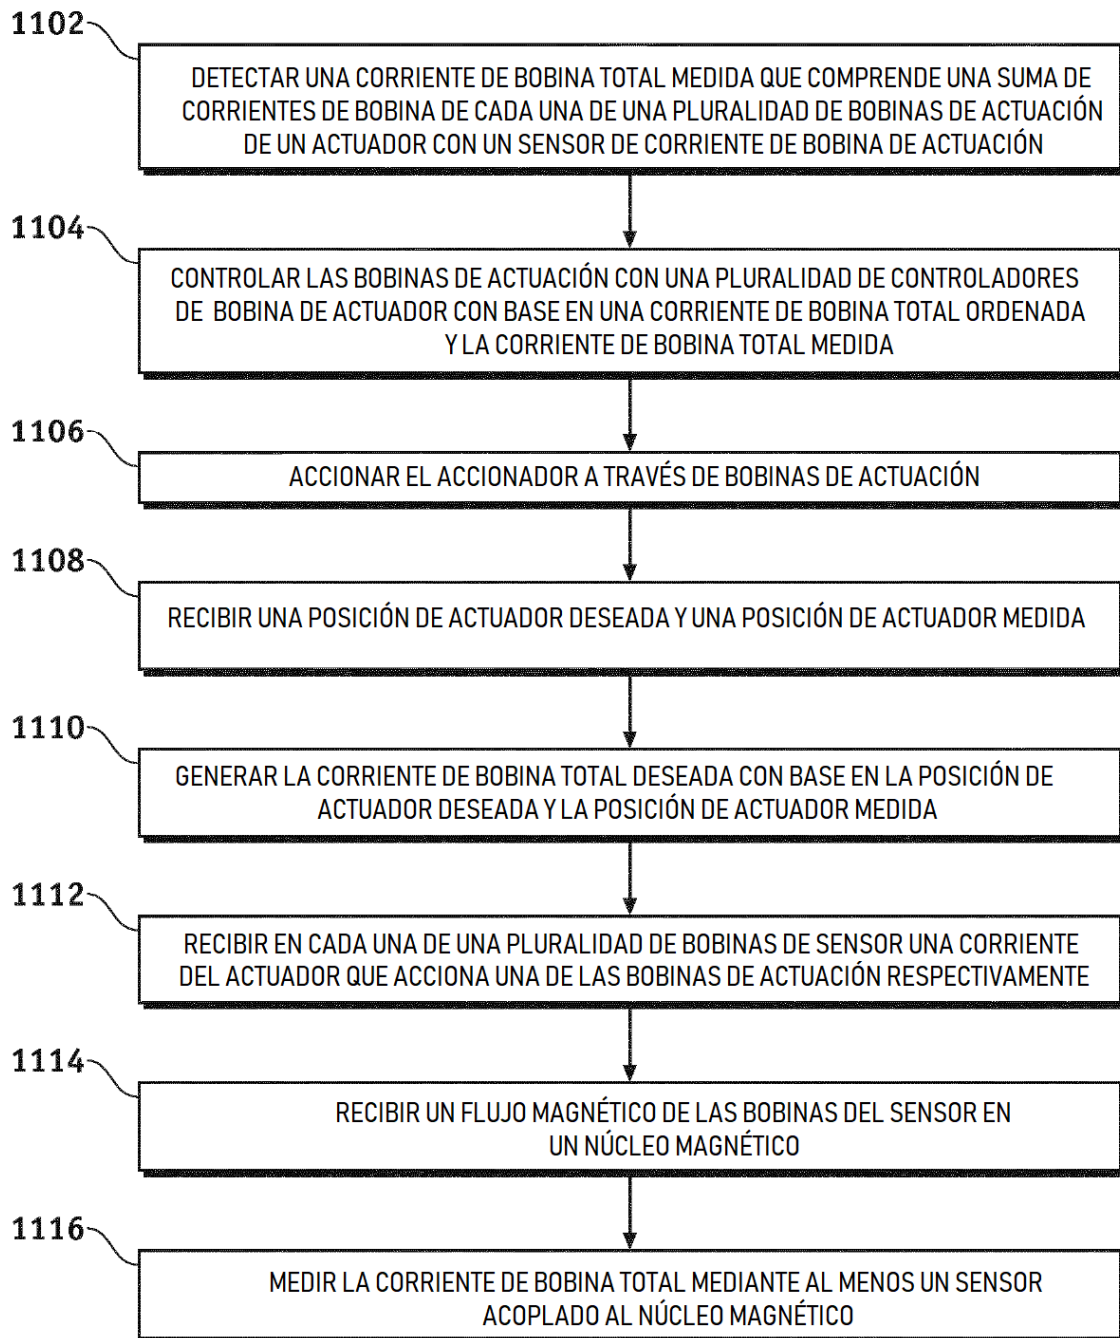 1102
DETECTAR UNA CORRIENTE DE BOBINA TOTAL MEDIDA QUE COMPRENDE UNA SUMA DE
CORRIENTES DE BOBINA DE CADA UNA DE UNA PLURALIDAD DE BOBINAS DE ACTUACIÓN
DE UN ACTUADOR CON UN SENSOR DE CORRIENTE DE BOBINA DE ACTUACIÓN
1104
CONTROLAR LAS BOBINAS DE ACTUACIÓN CON UNA PLURALIDAD DE CONTROLADORES
DE BOBINA DE ACTUADOR CON BASE EN UNA CORRIENTE DE BOBINA TOTAL ORDENADA
Y LA CORRIENTE DE BOBINA TOTAL MEDIDA
1106
ACCIONAR EL ACCIONADOR A TRAVÉS DE BOBINAS DE ACTUACIÓN
1108
RECIBIR UNA POSICIÓN DE ACTUADOR DESEADA Y UNA POSICIÓN DE ACTUADOR MEDIDA
1110
GENERAR LA CORRIENTE DE BOBINA TOTAL DESEADA CON BASE EN LA POSICIÓN DE
ACTUADOR DESEADA Y LA POSICIÓN DE ACTUADOR MEDIDA
1112
RECIBIR EN CADA UNA DE UNA PLURALIDAD DE BOBINAS DE SENSOR UNA CORRIENTE
DEL ACTUADOR QUE ACCIONA UNA DE LAS BOBINAS DE ACTUACIÓN RESPECTIVAMENTE
1114
RECIBIR UN FLUJO MAGNÉTICO DE LAS BOBINAS DEL SENSOR EN
UN NÚCLEO MAGNÉTICO
1116
MEDIR LA CORRIENTE DE BOBINA TOTAL MEDIANTE AL MENOS UN SENSOR
ACOPLADO AL NÚCLEO MAGNÉTICO